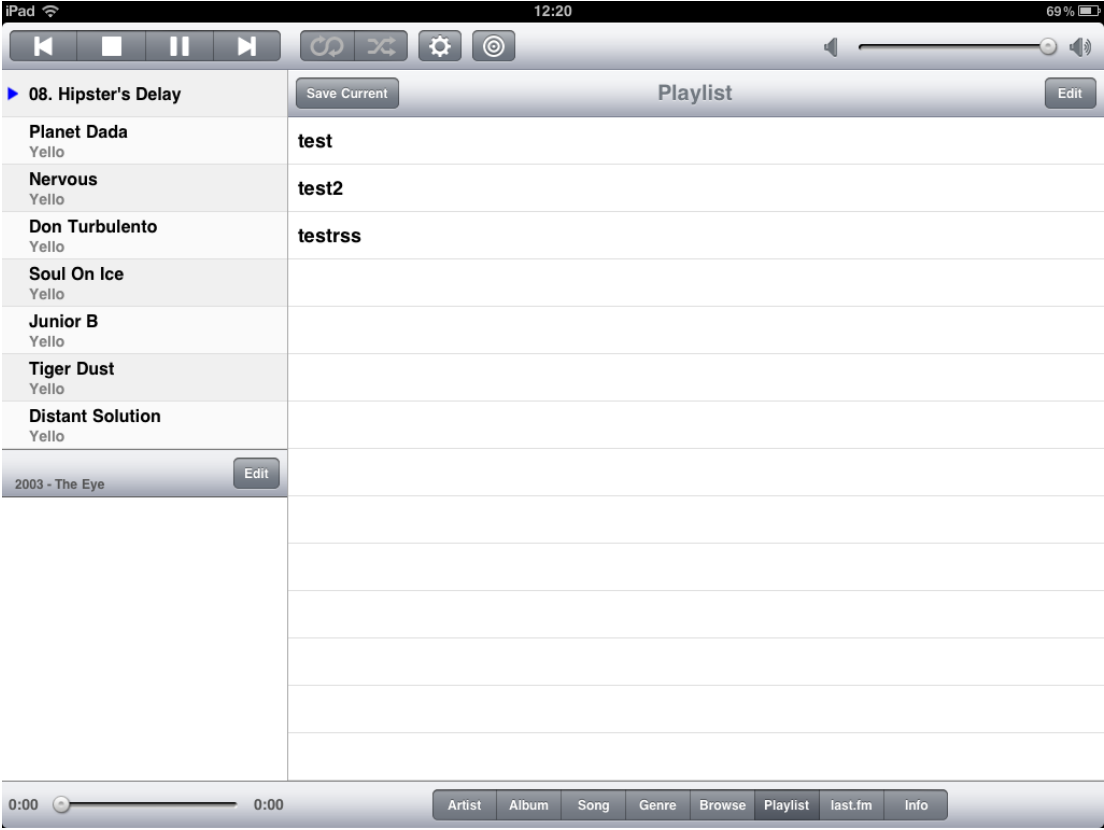 iPad 12:20 69%
08. Hipster's Delay
Planet Dada
Yello
Nervous
Yello
Don Turbulento
Yello
Soul On Ice
Yello
Junior B
Yello
Tiger Dust
Yello
Distant Solution
Yello
2003 - The Eye
Edit
Save Current Playlist Edit
test
test2
testrss
0:00 0:00
Artist Album Song Genre Browse Playlist last.fm Info